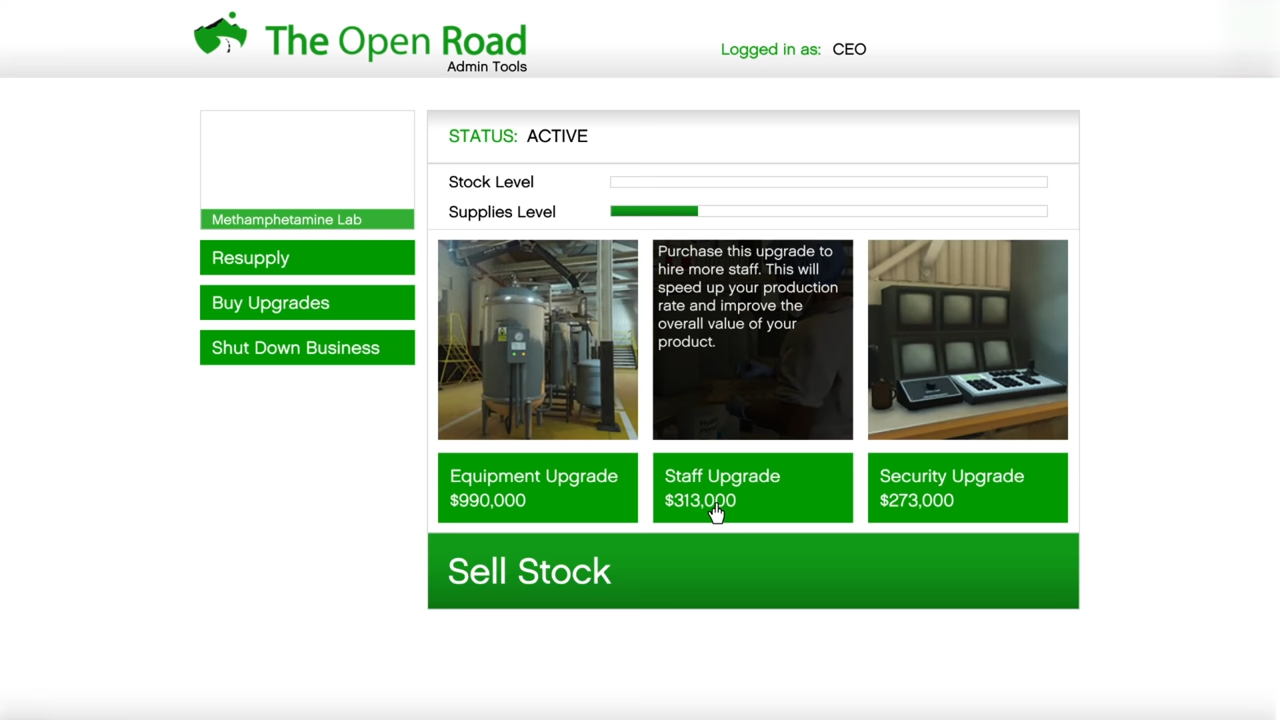 The Open Road
Admin Tools
Logged in as: CEO
Methamphetamine Lab
Resupply
Buy Upgrades
Shut Down Business
STATUS: ACTIVE
Stock Level
Supplies Level
Purchase this upgrade to
hire more staff. This will
speed up your production
rate and improve the
overall value of your
product.
Equipment Upgrade
$990,000
Staff Upgrade
$313,000
Security Upgrade
$273,000
Sell Stock